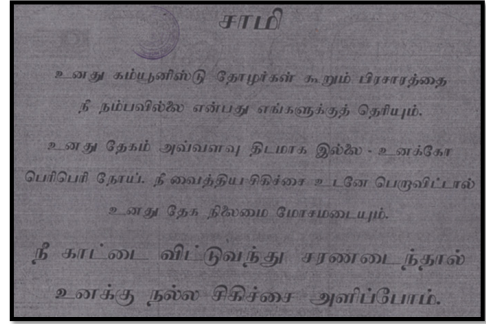 சாமி
உனது கம்யூனிஸ்டு தோழர்கள் கூறும் பிரசாரத்தை
நீ நம்பவில்லை என்பது எங்களுக்குத் தெரியும்.
உனது தேகம் அவ்வளவு திடமாக இல்லை - உனக்கோ
பெரிபெரி நோய். நீ வைத்திய சிகிச்சை உடனே பெறாவிட்டால்
உனது தேக நிலைமை மோசமடையும்.
நீ காட்டை விட்டுவந்து சரணடைந்தால்
உனக்கு நல்ல சிகிச்சை அளிப்போம்.